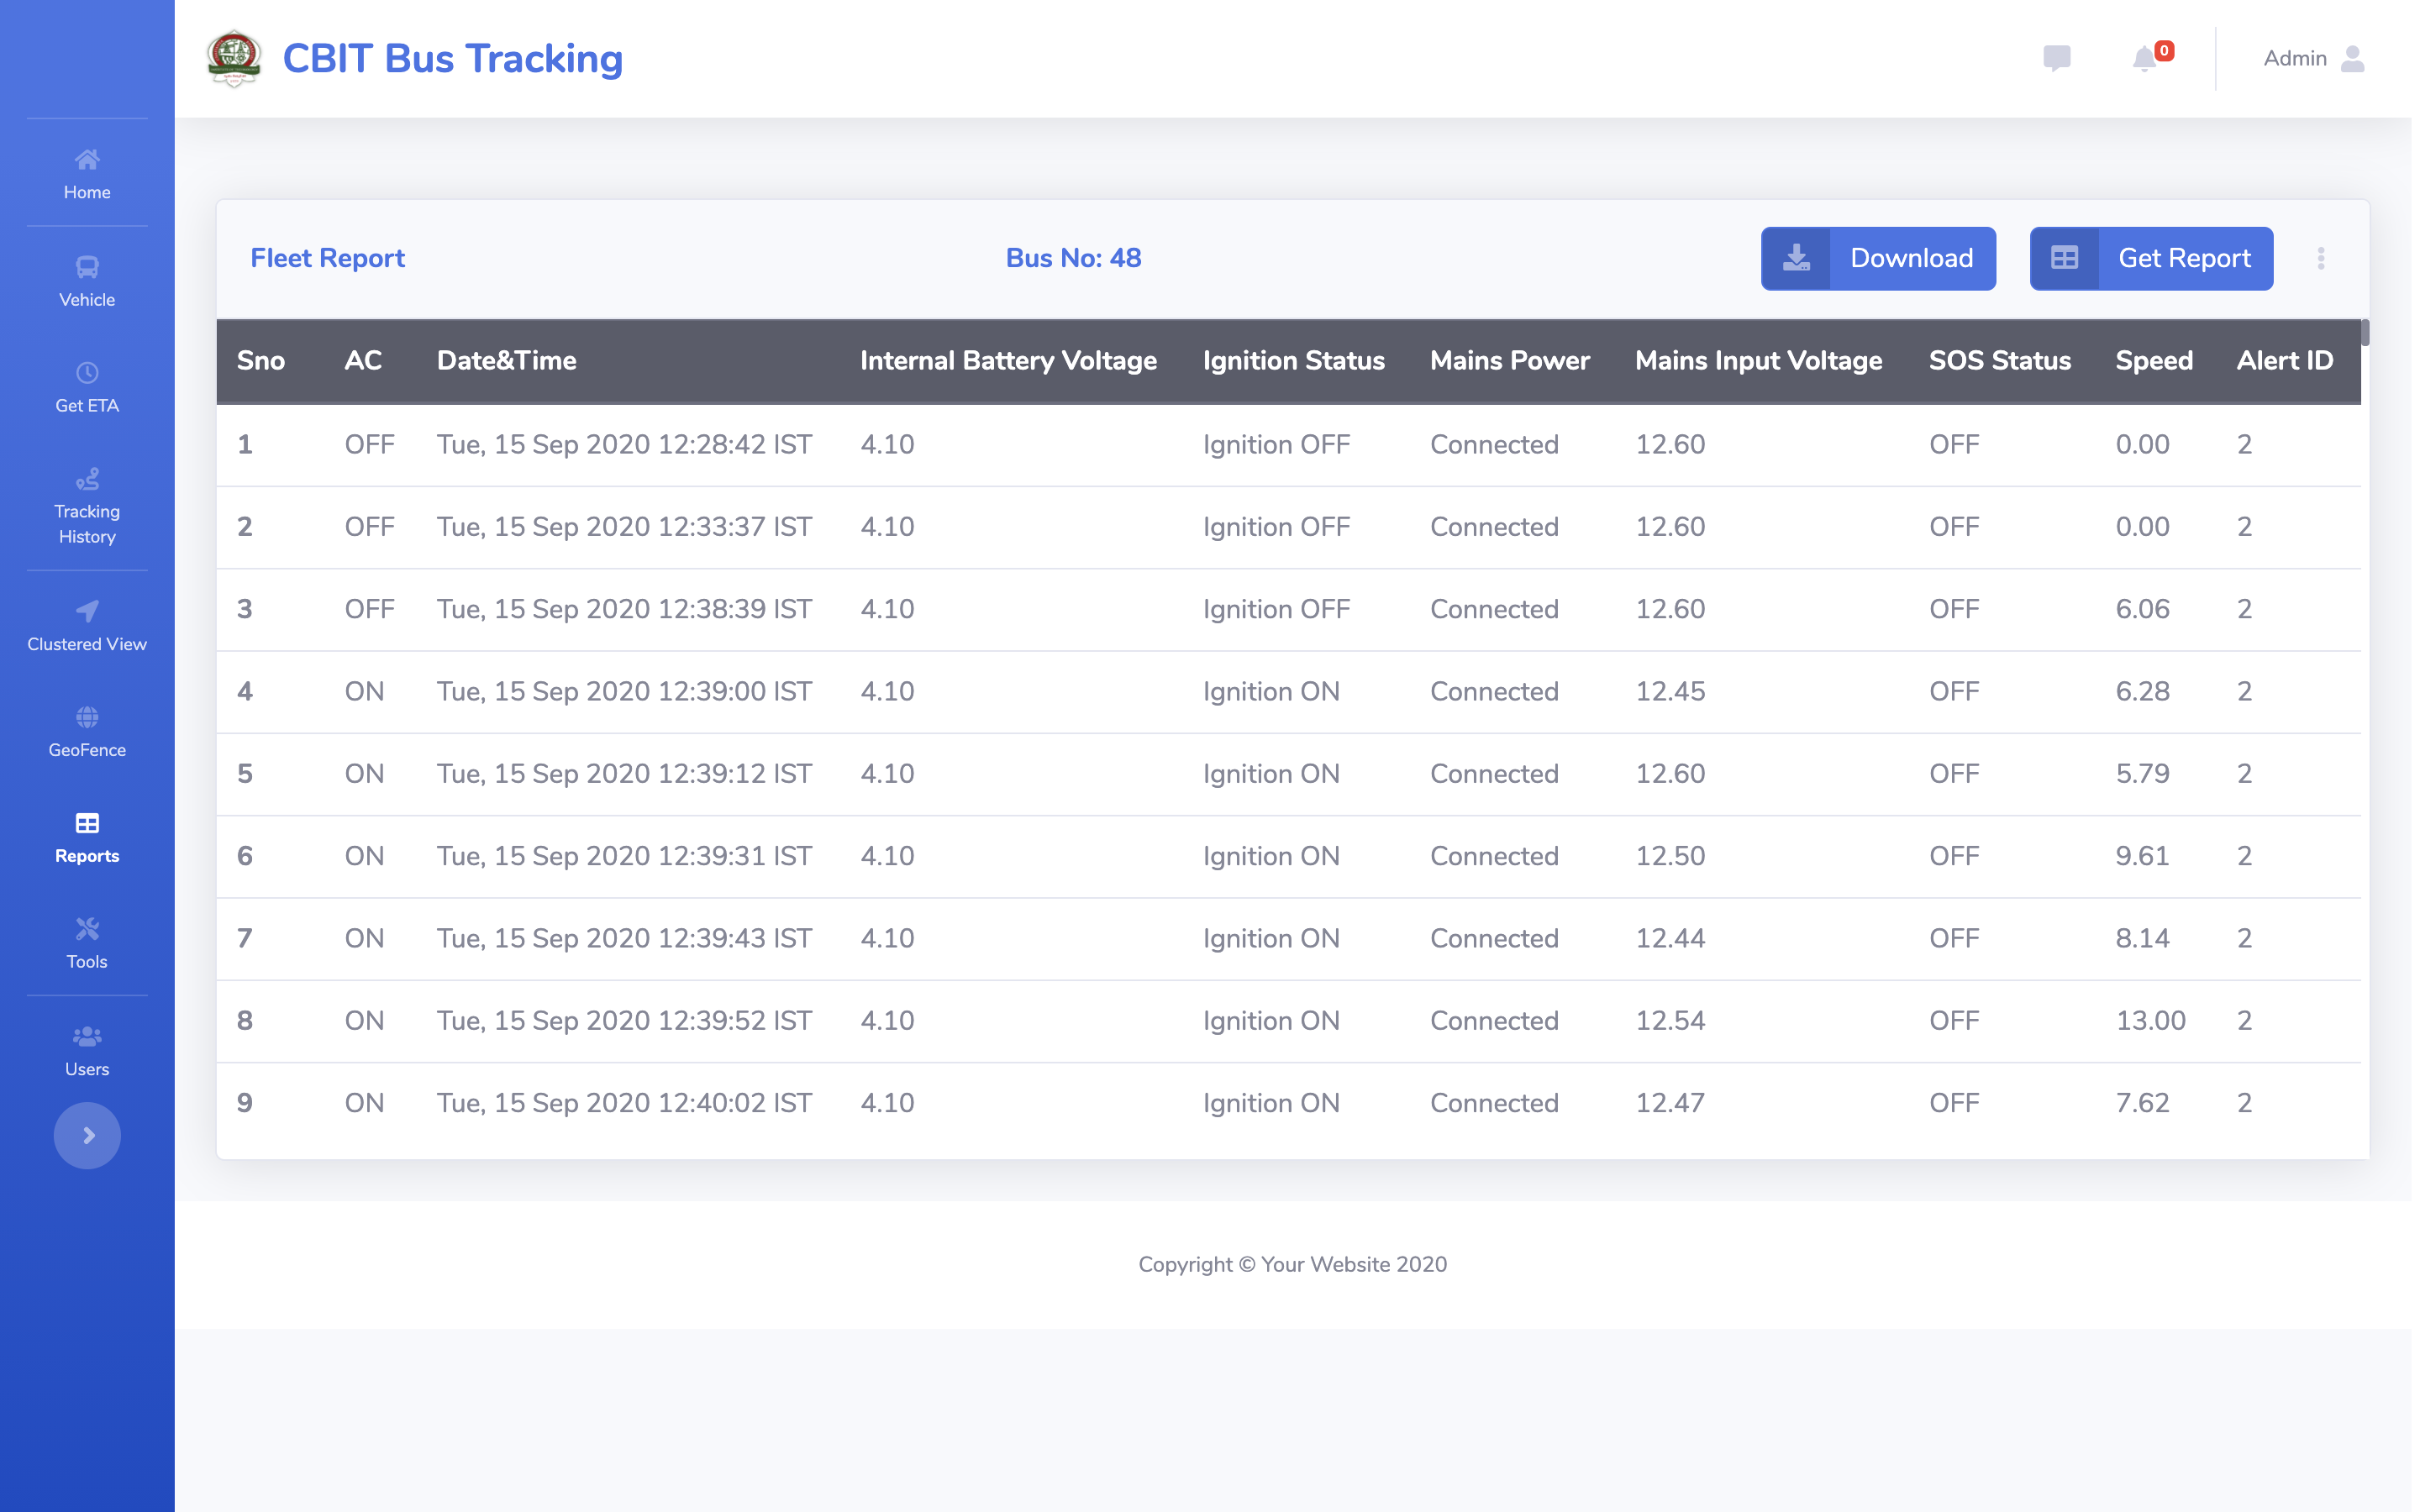 CBIT Bus Tracking
0
Admin
Home
Vehicle
Get ETA
Tracking
History
Clustered View
GeoFence
Reports
Tools
Users
Fleet Report Bus No: 48 Download Get Report
Sno AC Date&Time Internal Battery Voltage Ignition Status Mains Power Mains Input Voltage SOS Status Speed Alert ID
1 OFF Tue, 15 Sep 2020 12:28:42 IST 4.10 Ignition OFF Connected 12.60 OFF 0.00 2
2 OFF Tue, 15 Sep 2020 12:33:37 IST 4.10 Ignition OFF Connected 12.60 OFF 0.00 2
3 OFF Tue, 15 Sep 2020 12:38:39 IST 4.10 Ignition OFF Connected 12.60 OFF 6.06 2
4 ON Tue, 15 Sep 2020 12:39:00 IST 4.10 Ignition ON Connected 12.45 OFF 6.28 2
5 ON Tue, 15 Sep 2020 12:39:12 IST 4.10 Ignition ON Connected 12.60 OFF 5.79 2
6 ON Tue, 15 Sep 2020 12:39:31 IST 4.10 Ignition ON Connected 12.50 OFF 9.61 2
7 ON Tue, 15 Sep 2020 12:39:43 IST 4.10 Ignition ON Connected 12.44 OFF 8.14 2
8 ON Tue, 15 Sep 2020 12:39:52 IST 4.10 Ignition ON Connected 12.54 OFF 13.00 2
9 ON Tue, 15 Sep 2020 12:40:02 IST 4.10 Ignition ON Connected 12.47 OFF 7.62 2
Copyright © Your Website 2020